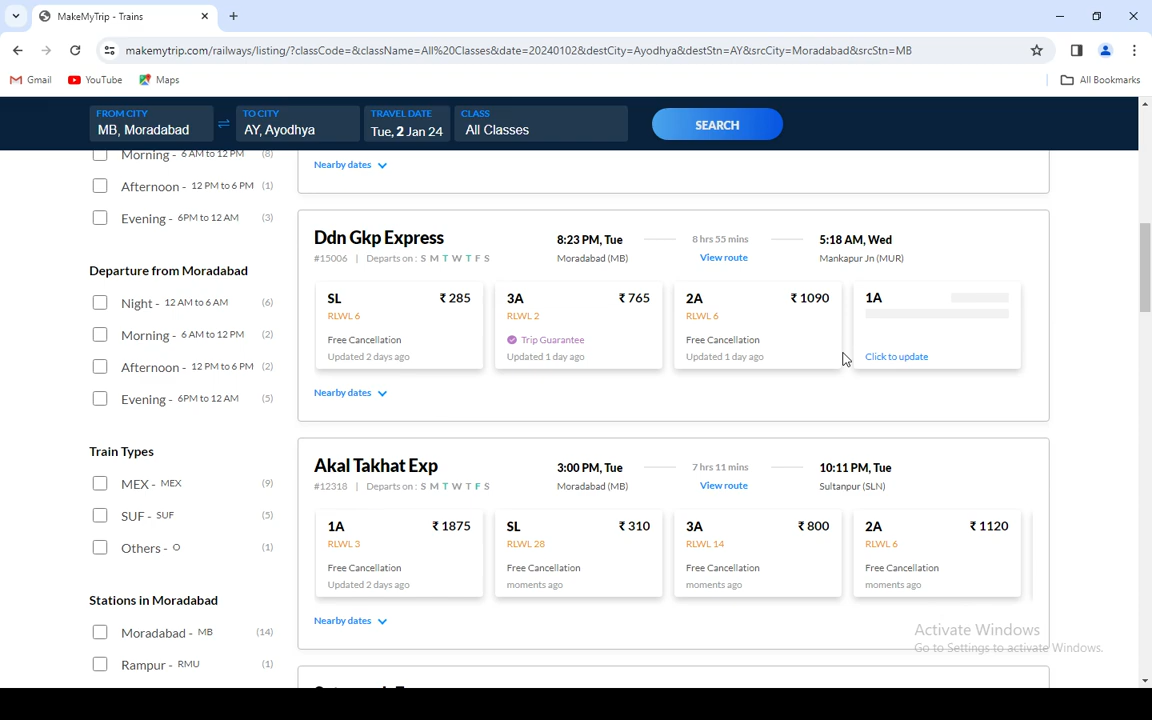 MakeMyTrip - Trains
makemytrip.com/railways/listing/?classCode=&className=All%20Classes&date=20240102&destCity=Ayodhya&destStn=AY&srcCity=Moradabad&srcStn=MB
Gmail YouTube Maps All Bookmarks
FROM CITY TO CITY TRAVEL DATE CLASS
MB, Moradabad AY, Ayodhya Tue, 2 Jan 24 All Classes SEARCH
Morning - 6 AM to 12 PM (8)
Afternoon - 12 PM to 6 PM (1)
Evening - 6PM to 12 AM (3)
Departure from Moradabad
Night - 12 AM to 6 AM (6)
Morning - 6 AM to 12 PM (2)
Afternoon - 12 PM to 6 PM (2)
Evening - 6PM to 12 AM (5)
Train Types
MEX - MEX (9)
SUF - SUF (5)
Others - O (1)
Stations in Moradabad
Moradabad - MB (14)
Rampur - RMU (1)
Nearby dates
Ddn Gkp Express 8:23 PM, Tue 8 hrs 55 mins 5:18 AM, Wed
#15006 | Departs on : S M T W T F S Moradabad (MB) View route Mankapur Jn (MUR)
SL ₹ 285 3A ₹ 765 2A ₹ 1090 1A
RLWL 6 RLWL 2 RLWL 6
Free Cancellation Trip Guarantee Free Cancellation
Updated 2 days ago Updated 1 day ago Updated 1 day ago Click to update
Nearby dates
Akal Takhat Exp 3:00 PM, Tue 7 hrs 11 mins 10:11 PM, Tue
#12318 | Departs on : S M T W T F S Moradabad (MB) View route Sultanpur (SLN)
1A ₹ 1875 SL ₹ 310 3A ₹ 800 2A ₹ 1120
RLWL 3 RLWL 28 RLWL 14 RLWL 6
Free Cancellation Free Cancellation Free Cancellation Free Cancellation
Updated 2 days ago moments ago moments ago moments ago
Nearby dates
Activate Windows
Go to Settings to activate Windows.